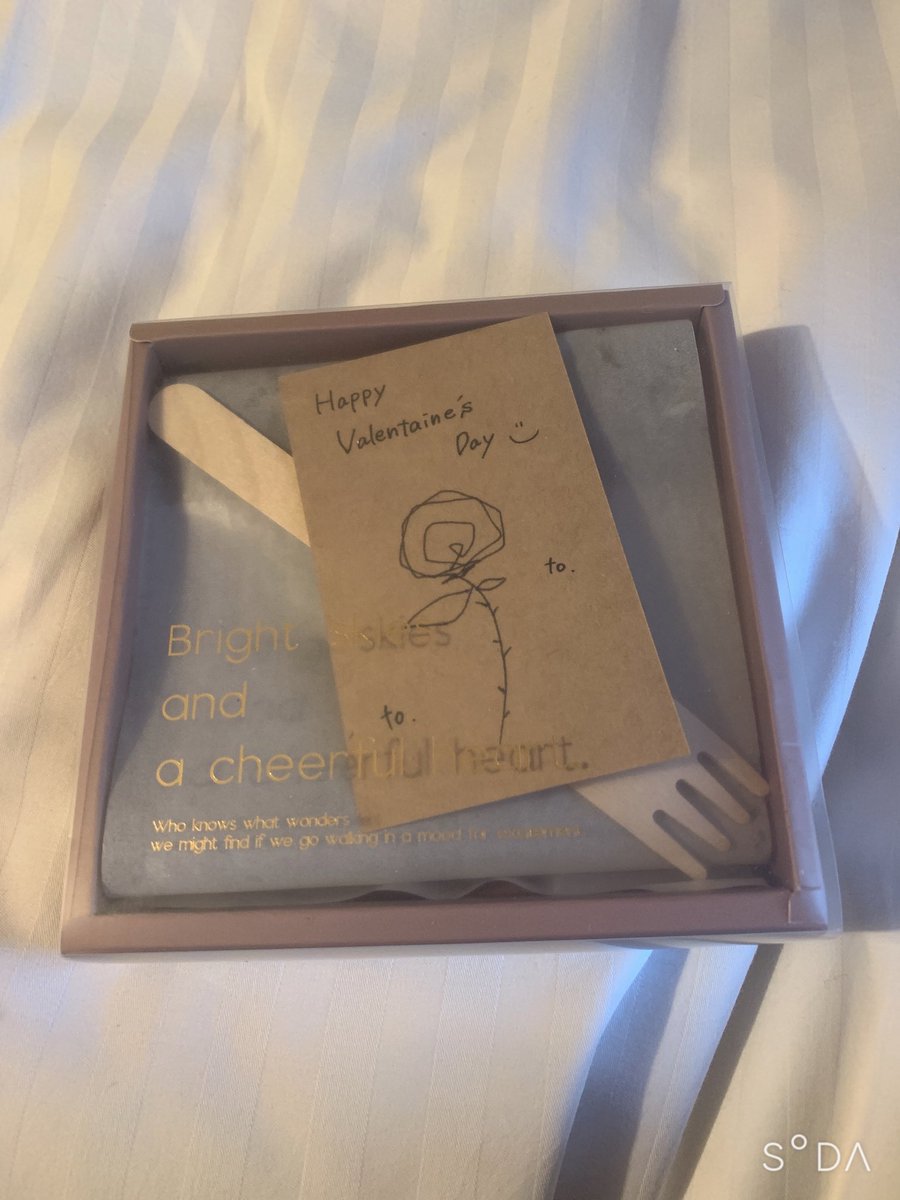 Happy
Valentaine's
Day
to.
to.
Bright skies
and
a cheerful heart.
Who knows what wonders
we might find if we go walking in a mood for excitement.
SODA